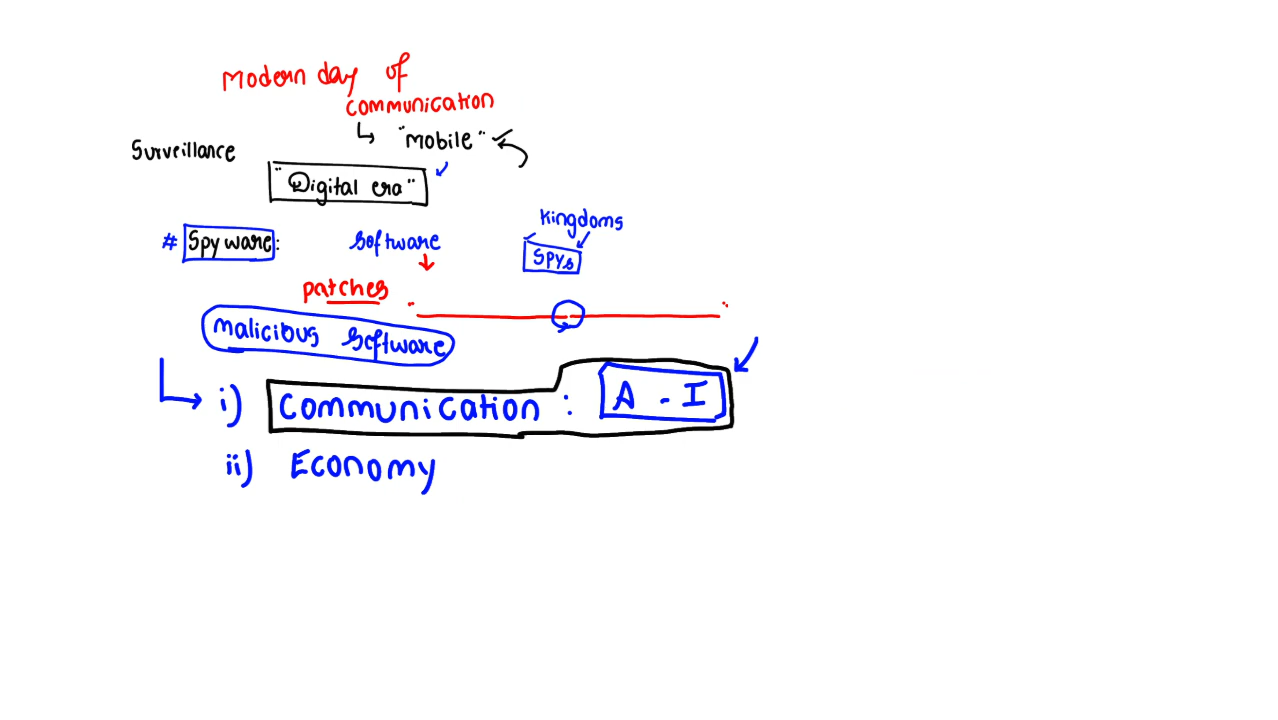 Modern day of
communication
↳ "mobile"
Surveillance
"Digital era"
Kingdoms
# Spyware: software
SPYs
patches
malicious software
i) Communication : A - I
ii) Economy